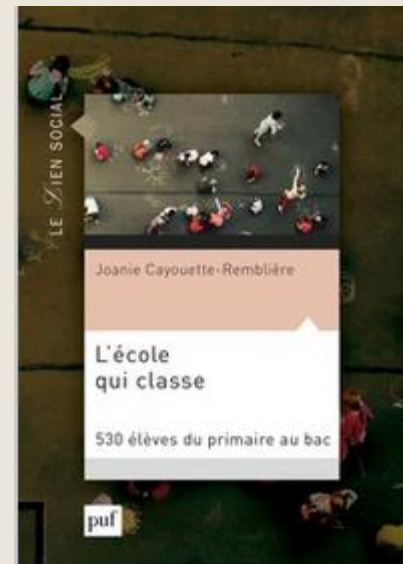 LE LIEN SOCIAL
Joanie Cayouette-Remblière
L'école
qui classe
530 élèves du primaire au bac
puf